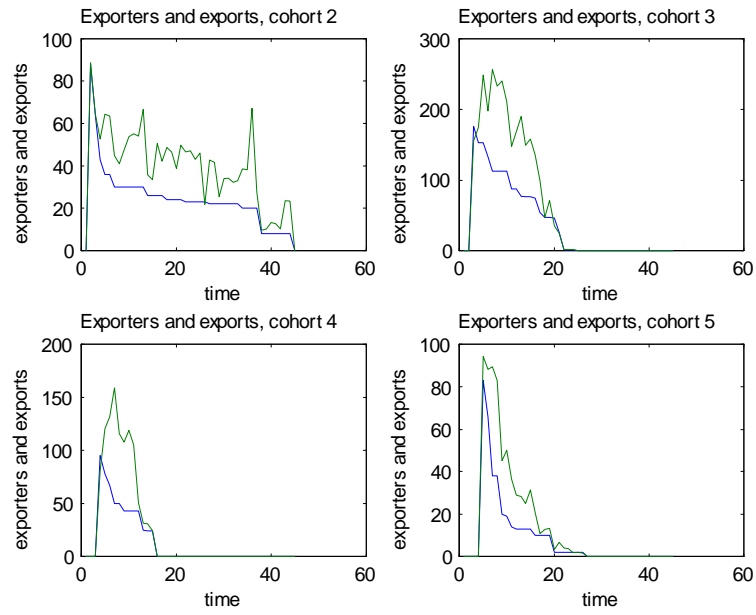 Exporters and exports, cohort 2
100
80
60
40
20
0
0 20 40 60
exporters and exports
time
Exporters and exports, cohort 3
300
200
100
0
0 20 40 60
exporters and exports
time
Exporters and exports, cohort 4
200
150
100
50
0
0 20 40 60
exporters and exports
time
Exporters and exports, cohort 5
100
80
60
40
20
0
0 20 40 60
exporters and exports
time